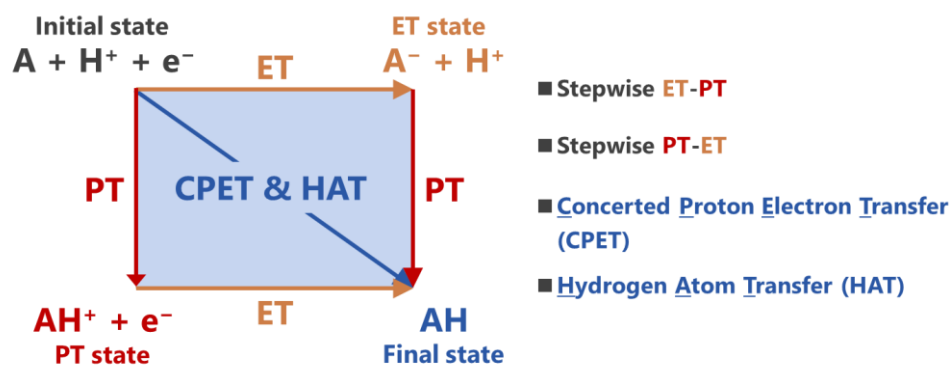 Initial state
A + H⁺ + e⁻
ET state
A⁻ + H⁺
ET
PT
CPET & HAT
PT
ET
AH⁺ + e⁻
PT state
AH
Final state
■ Stepwise ET-PT
■ Stepwise PT-ET
■ Concerted Proton Electron Transfer
(CPET)
■ Hydrogen Atom Transfer (HAT)